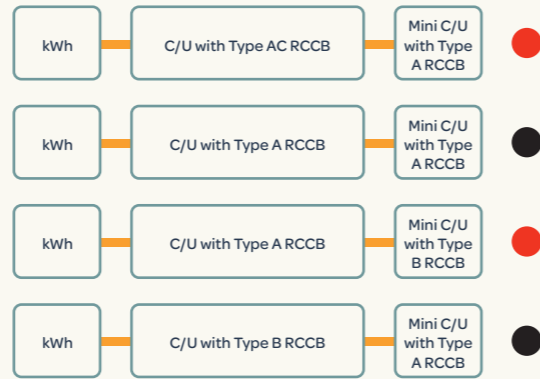 kWh
C/U with Type AC RCCB
Mini C/U
with Type
A RCCB
kWh
C/U with Type A RCCB
Mini C/U
with Type
A RCCB
kWh
C/U with Type A RCCB
Mini C/U
with Type
B RCCB
kWh
C/U with Type B RCCB
Mini C/U
with Type
A RCCB